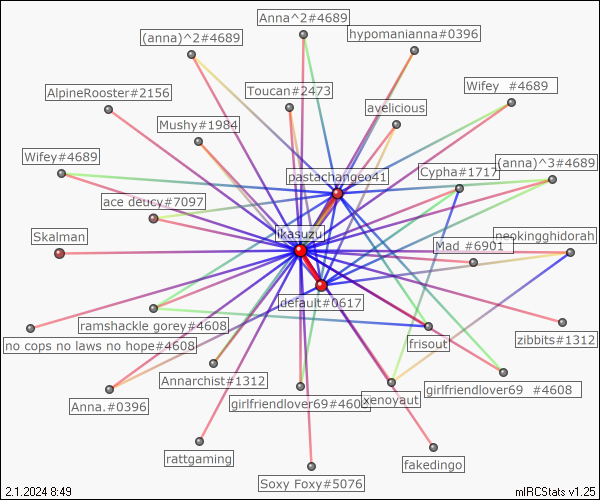 Anna^2#4689
(anna)^2#4689
hypomanianna#0396
AlpineRooster#2156
Toucan#2473
Wifey #4689
avelicious
Mushy#1984
Wifey#4689
pastachangeo41
Cypha#1717
(anna)^3#4689
ace deucy#7097
Skalman
ikasuzu
Mad #6901
neokingghidorah
default#0617
ramshackle gorey#4608
no cops no laws no hope#4608
frisout
zibbits#1312
Annarchist#1312
girlfriendlover69 #4608
Anna.#0396
girlfriendlover69#4608
xenoyaut
rattgaming
fakedingo
Soxy Foxy#5076
2.1.2024 8:49
mIRCStats v1.25